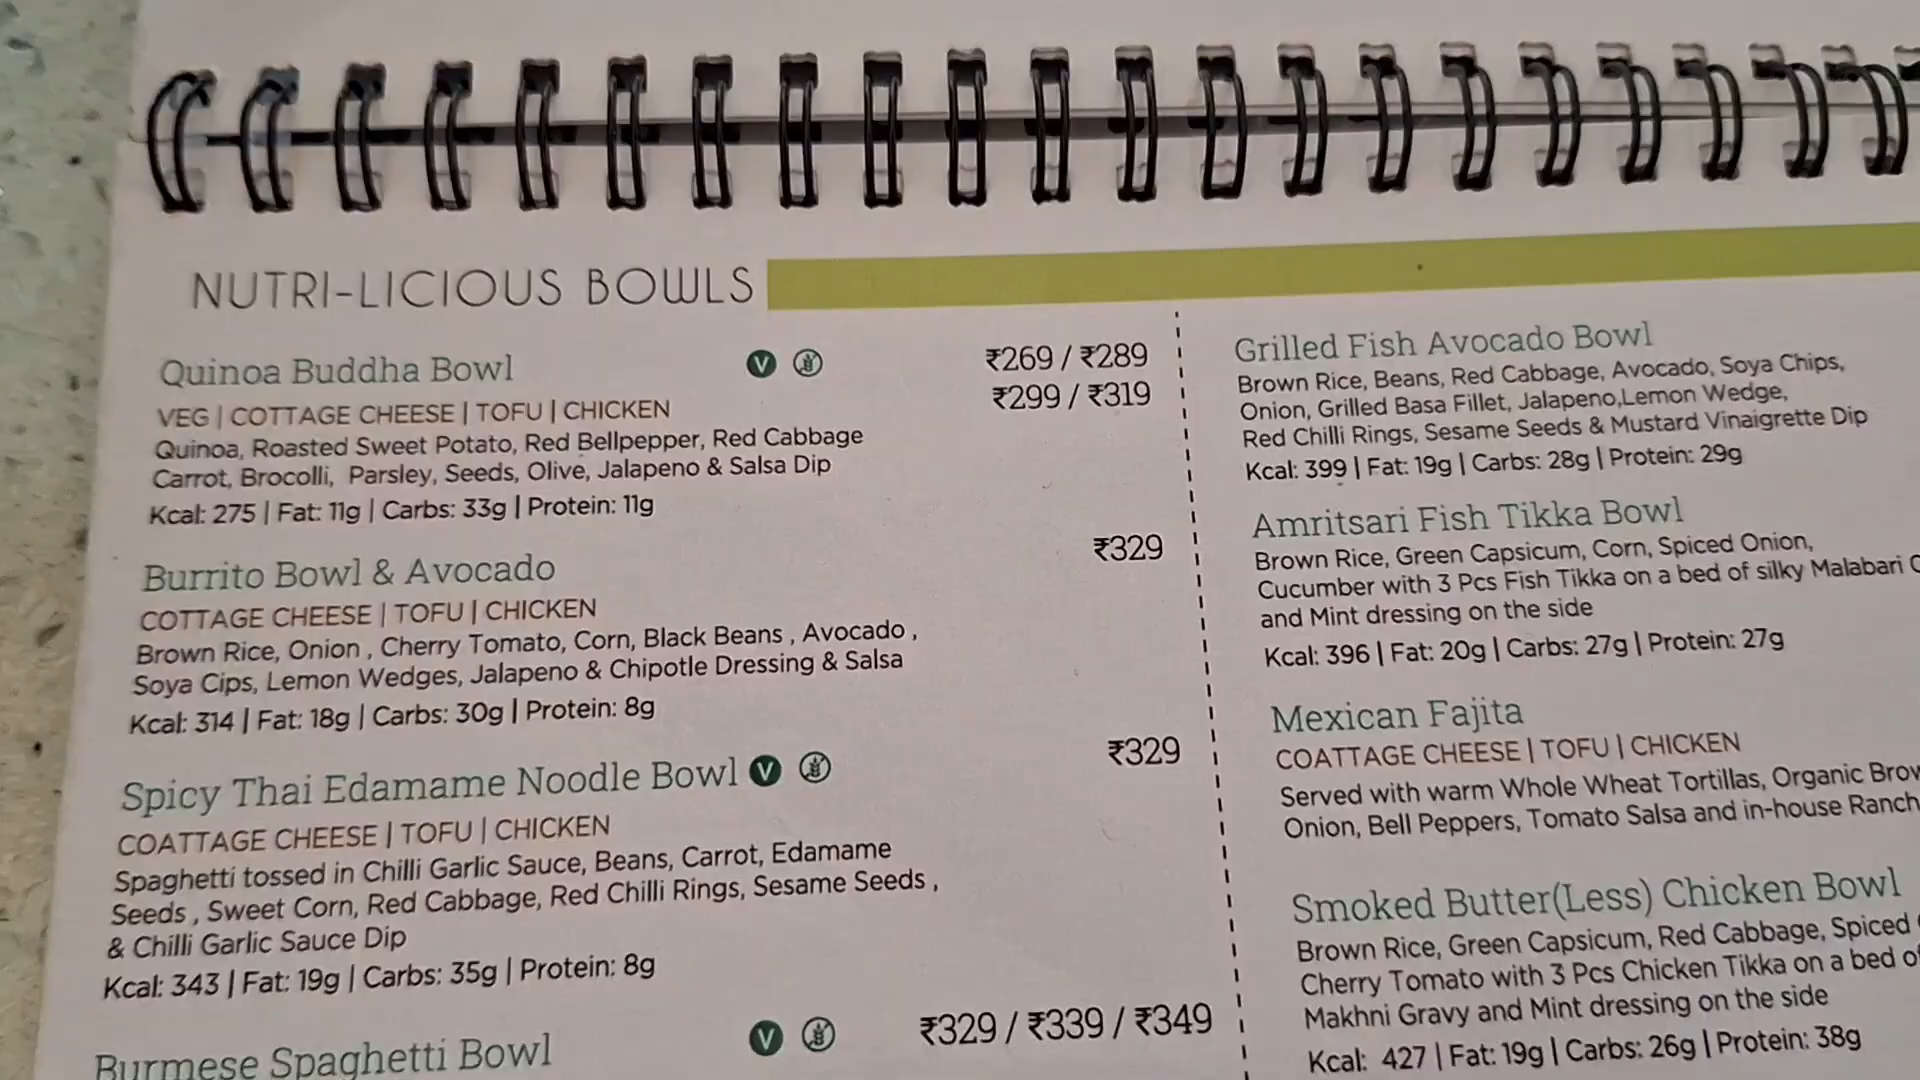 NUTRI-LICIOUS BOWLS
Quinoa Buddha Bowl V ₹269 / ₹289
VEG | COTTAGE CHEESE | TOFU | CHICKEN ₹299 / ₹319
Quinoa, Roasted Sweet Potato, Red Bellpepper, Red Cabbage
Carrot, Brocolli, Parsley, Seeds, Olive, Jalapeno & Salsa Dip
Kcal: 275 | Fat: 11g | Carbs: 33g | Protein: 11g
Burrito Bowl & Avocado ₹329
COTTAGE CHEESE | TOFU | CHICKEN
Brown Rice, Onion , Cherry Tomato, Corn, Black Beans , Avocado ,
Soya Cips, Lemon Wedges, Jalapeno & Chipotle Dressing & Salsa
Kcal: 314 | Fat: 18g | Carbs: 30g | Protein: 8g
Spicy Thai Edamame Noodle Bowl V ₹329
COATTAGE CHEESE | TOFU | CHICKEN
Spaghetti tossed in Chilli Garlic Sauce, Beans, Carrot, Edamame
Seeds , Sweet Corn, Red Cabbage, Red Chilli Rings, Sesame Seeds ,
& Chilli Garlic Sauce Dip
Kcal: 343 | Fat: 19g | Carbs: 35g | Protein: 8g
Burmese Spaghetti Bowl V ₹329 / ₹339 / ₹349
Grilled Fish Avocado Bowl
Brown Rice, Beans, Red Cabbage, Avocado, Soya Chips,
Onion, Grilled Basa Fillet, Jalapeno,Lemon Wedge,
Red Chilli Rings, Sesame Seeds & Mustard Vinaigrette Dip
Kcal: 399 | Fat: 19g | Carbs: 28g | Protein: 29g
Amritsari Fish Tikka Bowl
Brown Rice, Green Capsicum, Corn, Spiced Onion,
Cucumber with 3 Pcs Fish Tikka on a bed of silky Malabari
and Mint dressing on the side
Kcal: 396 | Fat: 20g | Carbs: 27g | Protein: 27g
Mexican Fajita
COATTAGE CHEESE | TOFU | CHICKEN
Served with warm Whole Wheat Tortillas, Organic
Onion, Bell Peppers, Tomato Salsa and in-house Ranch
Smoked Butter(Less) Chicken Bowl
Brown Rice, Green Capsicum, Red Cabbage, Spiced
Cherry Tomato with 3 Pcs Chicken Tikka on a bed of
Makhni Gravy and Mint dressing on the side
Kcal: 427 | Fat: 19g | Carbs: 26g | Protein: 38g